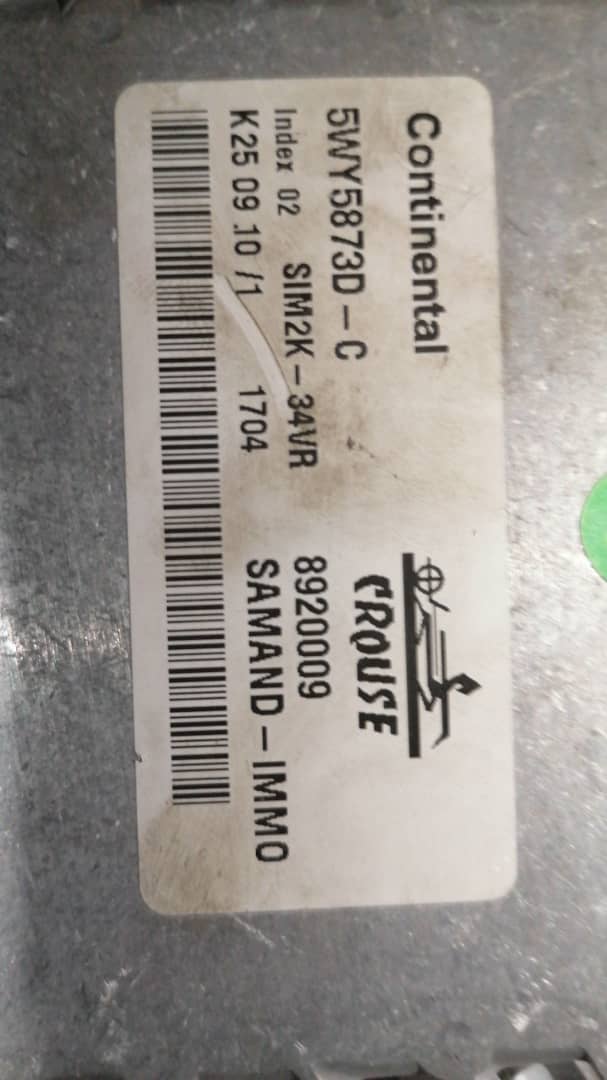 Continental
5WY5873D-C
Index 02 SIM2K-34VR
K25 09.10 /1 1704
CROUSE
8920009
SAMAND-IMMO